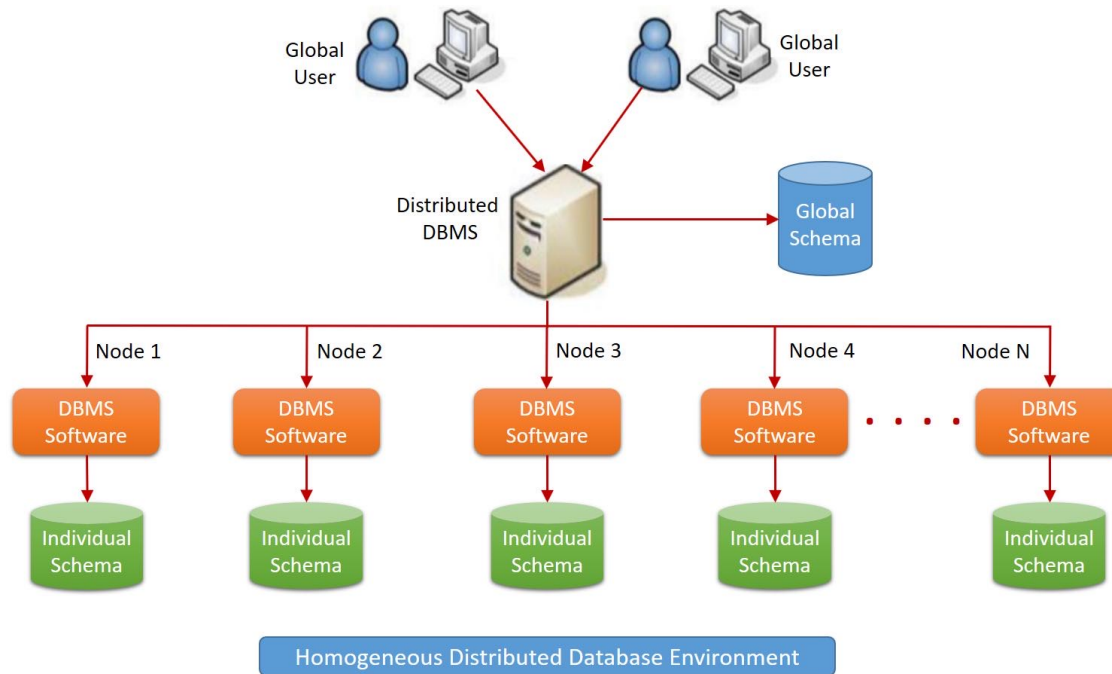 Global
User
Global
User
Distributed
DBMS
Global
Schema
Node 1
Node 2
Node 3
Node 4
Node N
DBMS
Software
DBMS
Software
DBMS
Software
DBMS
Software
. . . .
DBMS
Software
Individual
Schema
Individual
Schema
Individual
Schema
Individual
Schema
Individual
Schema
Homogeneous Distributed Database Environment